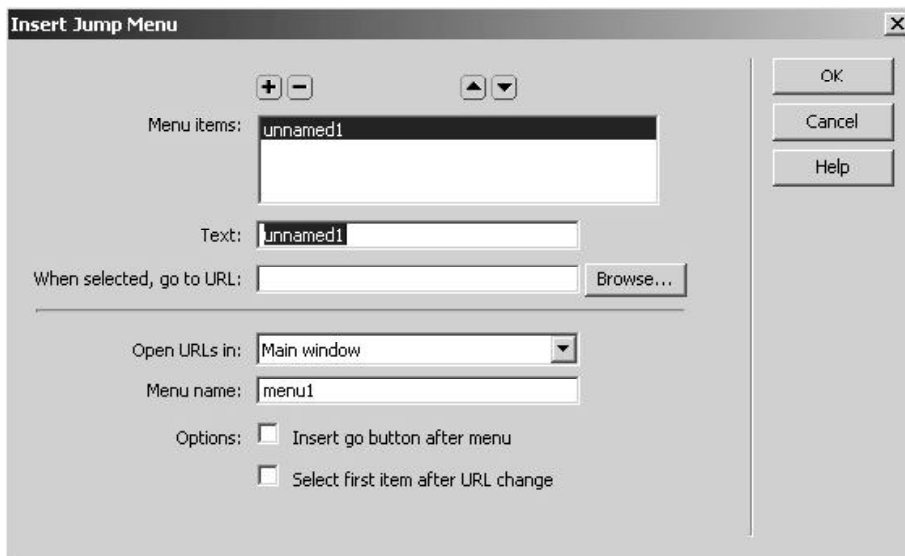 Insert Jump Menu
OK
Menu items: unnamed1
Cancel
Help
Text: unnamed1
When selected, go to URL: Browse...
Open URLs in: Main window
Menu name: menu1
Options: Insert go button after menu
Select first item after URL change